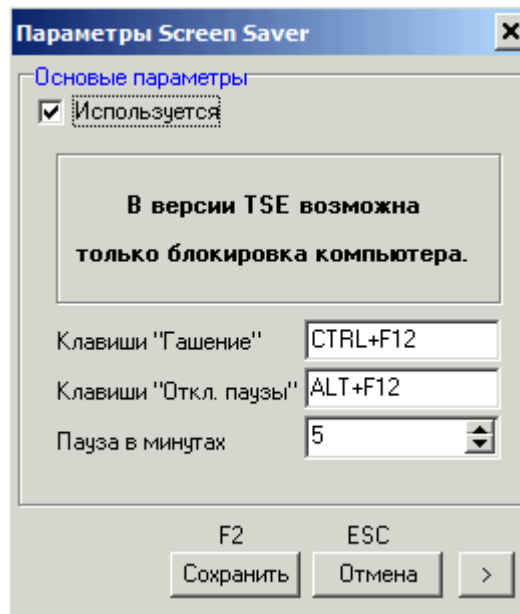 Параметры Screen Saver
Основые параметры
Используется
В версии TSE возможна
только блокировка компьютера.
Клавиши "Гашение" CTRL+F12
Клавиши "Откл. паузы" ALT+F12
Пауза в минутах 5
F2 ESC
Сохранить Отмена >